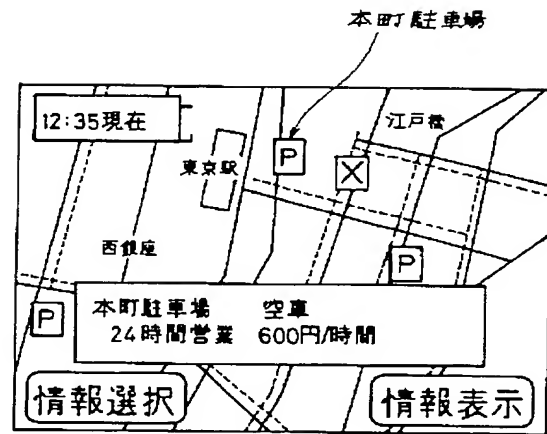 本町駐車場
12:35現在
江戸橋
P
東京駅
西銀座
P
本町駐車場 空車
24時間営業 600円/時間
P
情報選択 情報表示